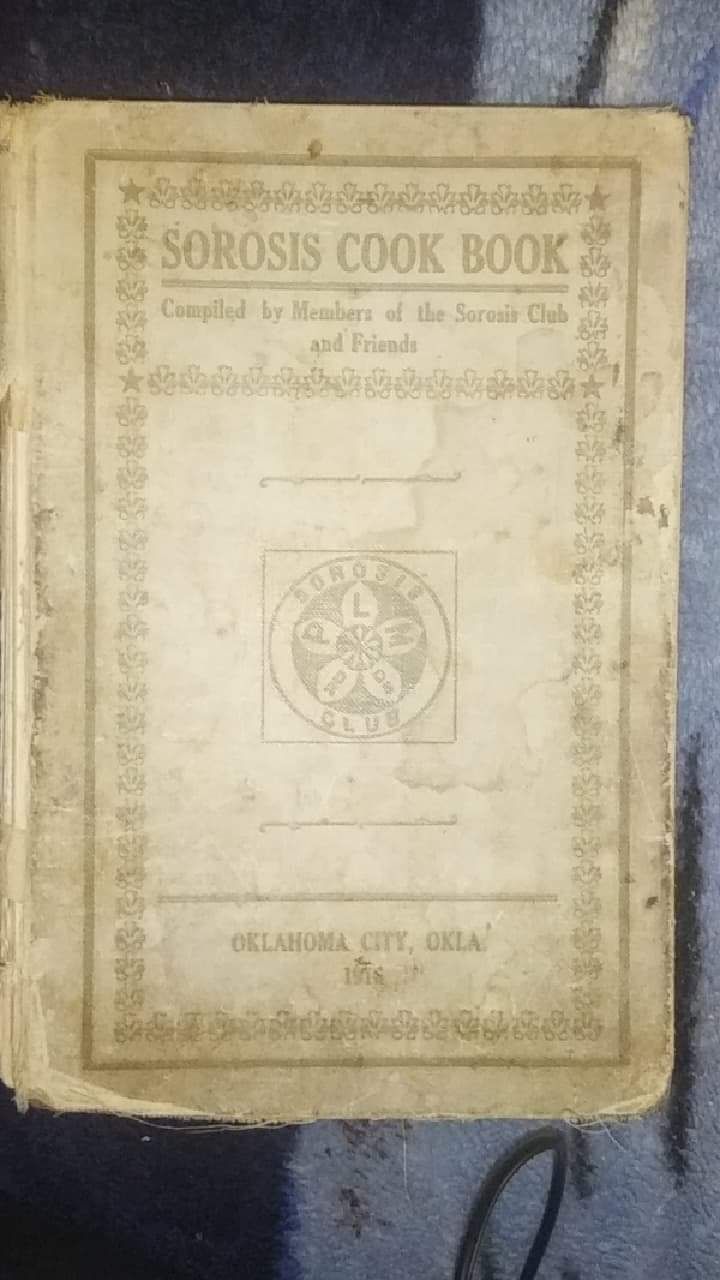 SOROSIS COOK BOOK
Compiled by Members of the Sorosis Club
and Friends
SOROSIS
L
P
CLUB
OKLAHOMA CITY, OKLA.